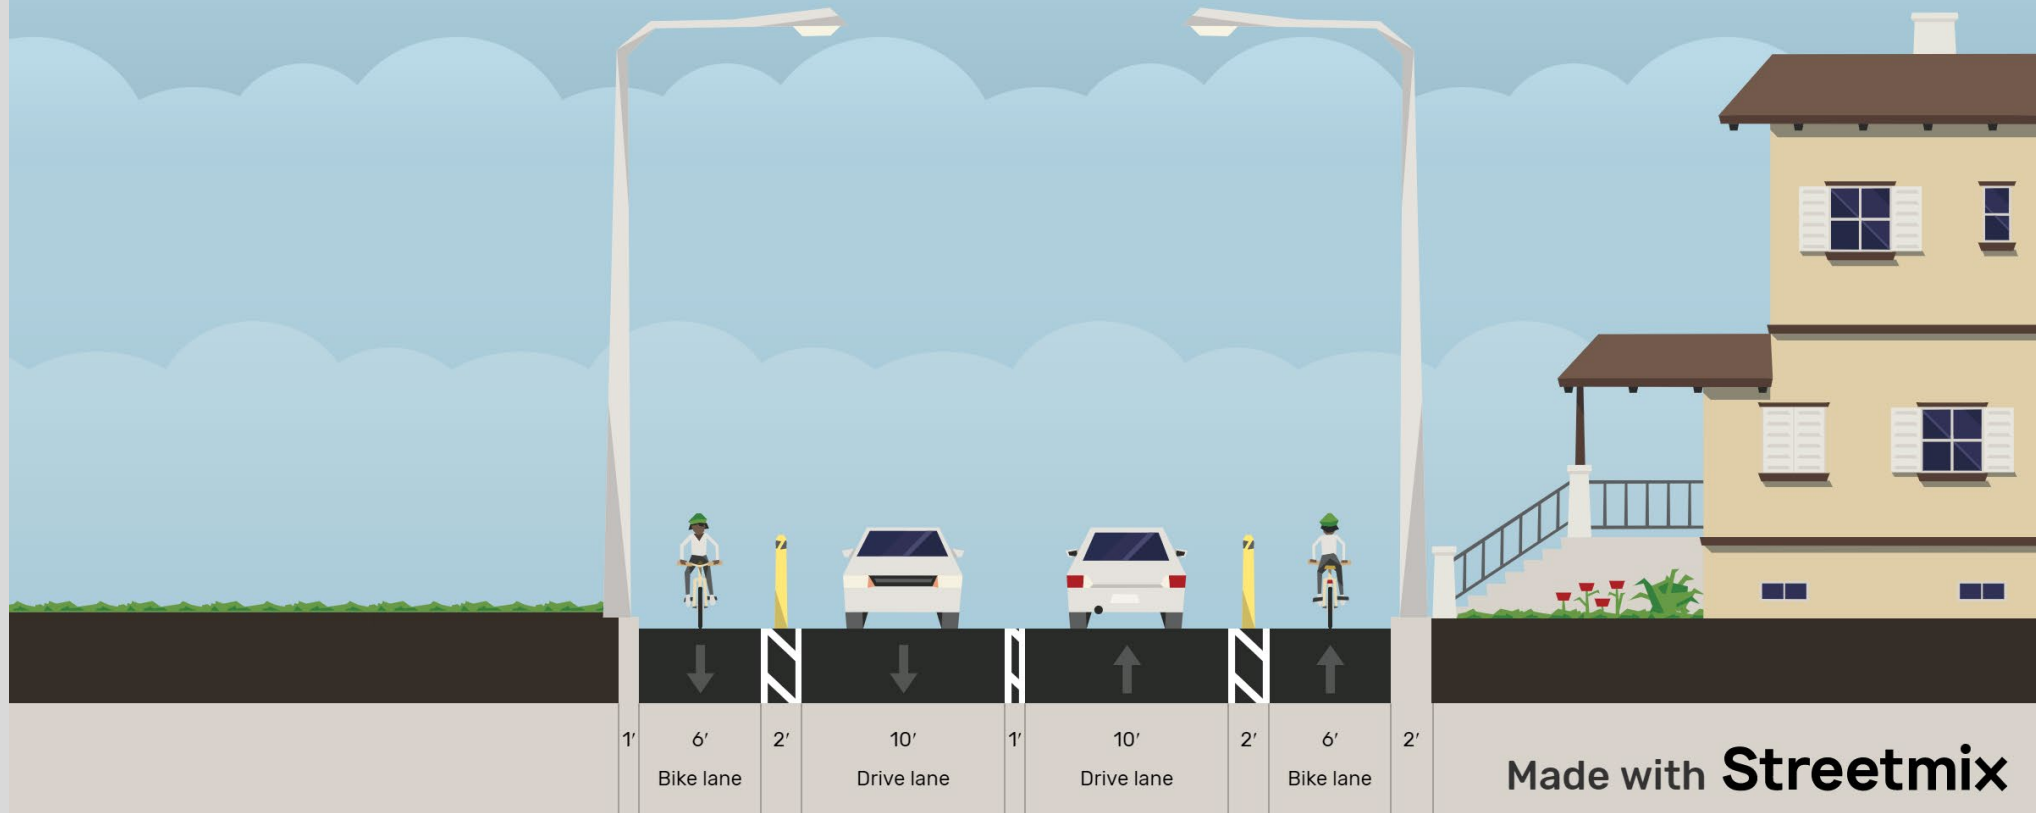 1′ 6′ 2′ 10′ 1′ 10′ 2′ 6′ 2′
Bike lane Drive lane Drive lane Bike lane
Made with Streetmix